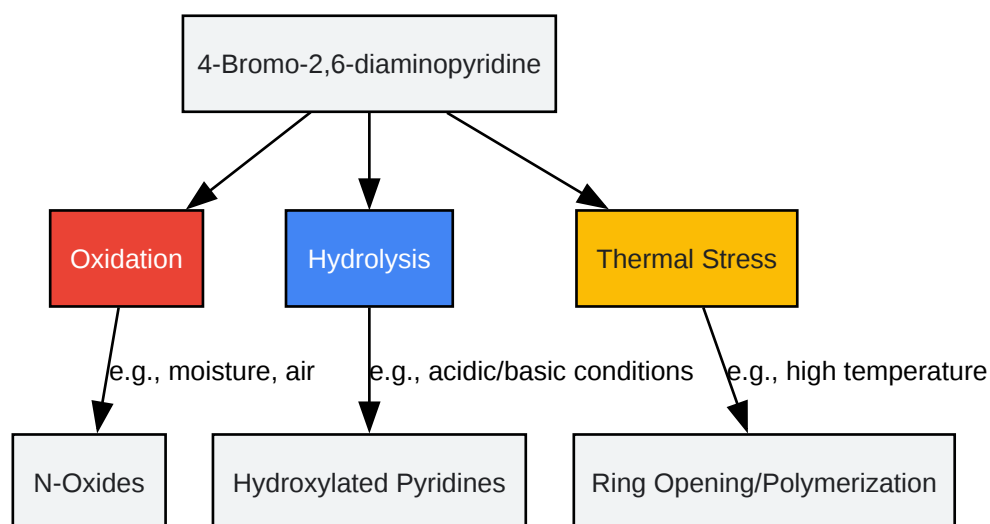 4-Bromo-2,6-diaminopyridine
Oxidation
Hydrolysis
Thermal Stress
e.g., moisture, air
e.g., acidic/basic conditions
e.g., high temperature
N-Oxides
Hydroxylated Pyridines
Ring Opening/Polymerization